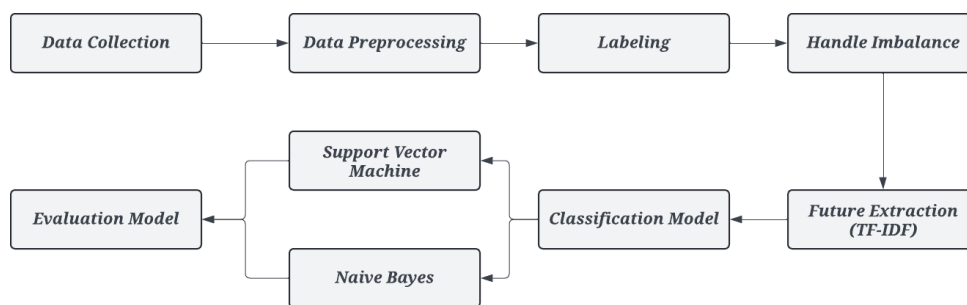 Data Collection
Data Preprocessing
Labeling
Handle Imbalance
Future Extraction
(TF-IDF)
Classification Model
Support Vector
Machine
Naive Bayes
Evaluation Model